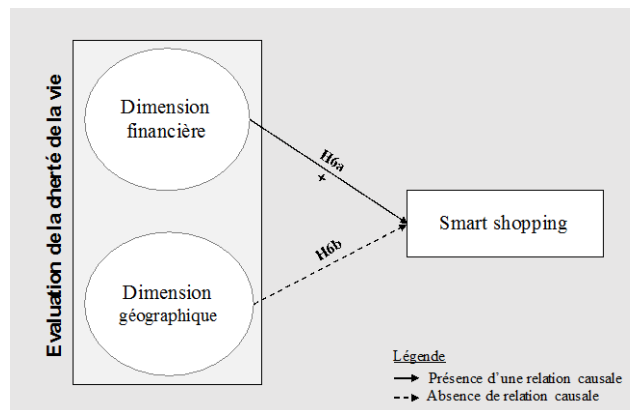 Evaluation de la cherté de la vie
Dimension
financière
H6a
+
Smart shopping
H6b
Dimension
géographique
Légende
Présence d'une relation causale
Absence de relation causale